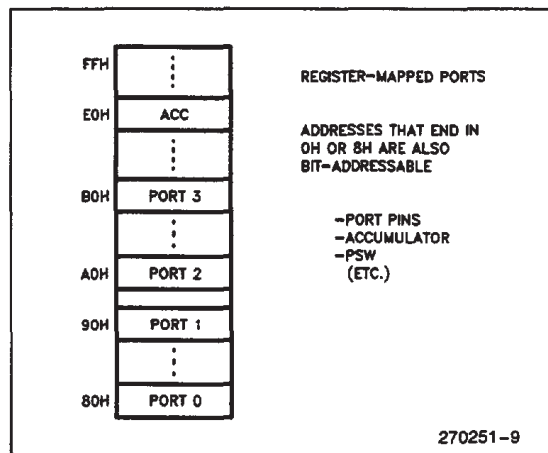 FFH
REGISTER-MAPPED PORTS
E0H ACC
ADDRESSES THAT END IN
0H OR 8H ARE ALSO
BIT-ADDRESSABLE
B0H PORT 3
-PORT PINS
-ACCUMULATOR
-PSW
(ETC.)
A0H PORT 2
90H PORT 1
80H PORT 0
270251-9